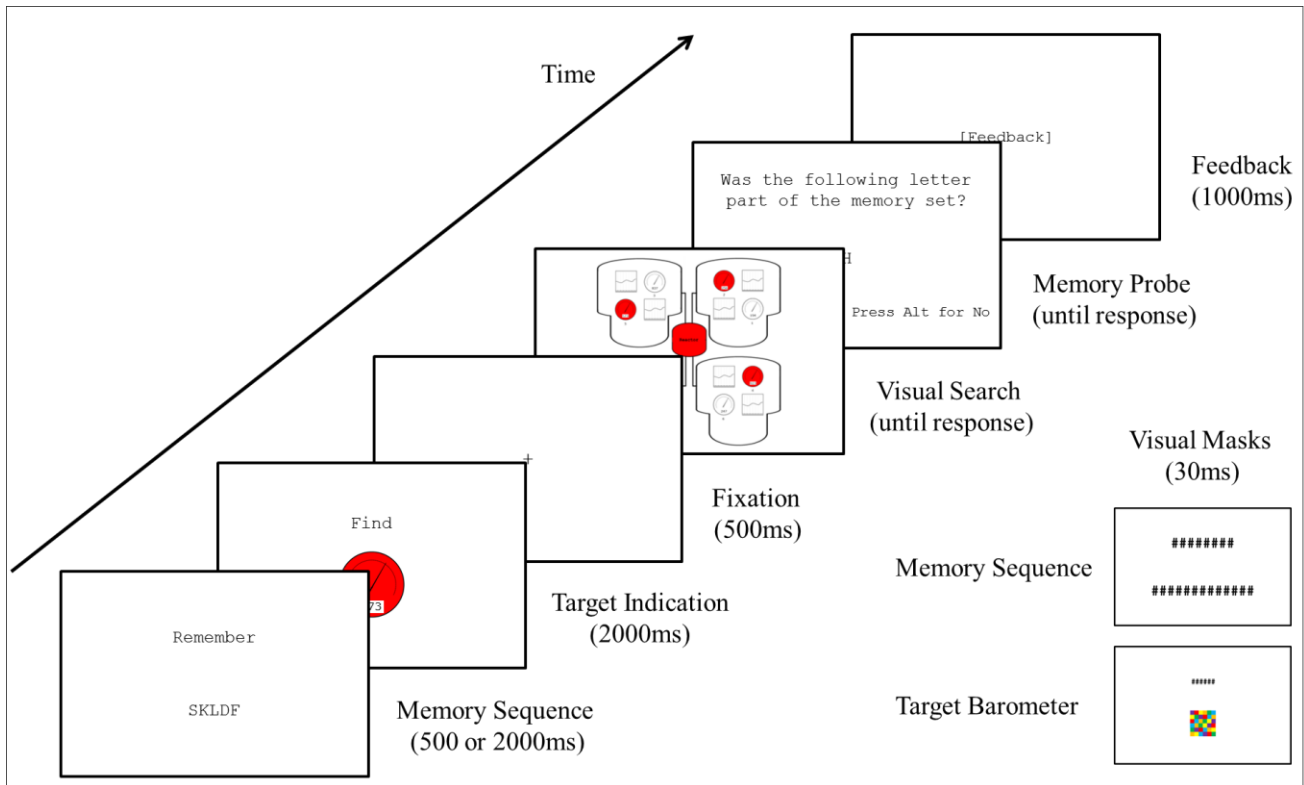 Time
[Feedback]
Feedback
(1000ms)
Was the following letter
part of the memory set?
H
Press Alt for No
Memory Probe
(until response)
Visual Search
(until response)
Fixation
(500ms)
Find
73
Target Indication
(2000ms)
Remember
SKLDF
Memory Sequence
(500 or 2000ms)
Visual Masks
(30ms)
Memory Sequence
########
#############
Target Barometer
######